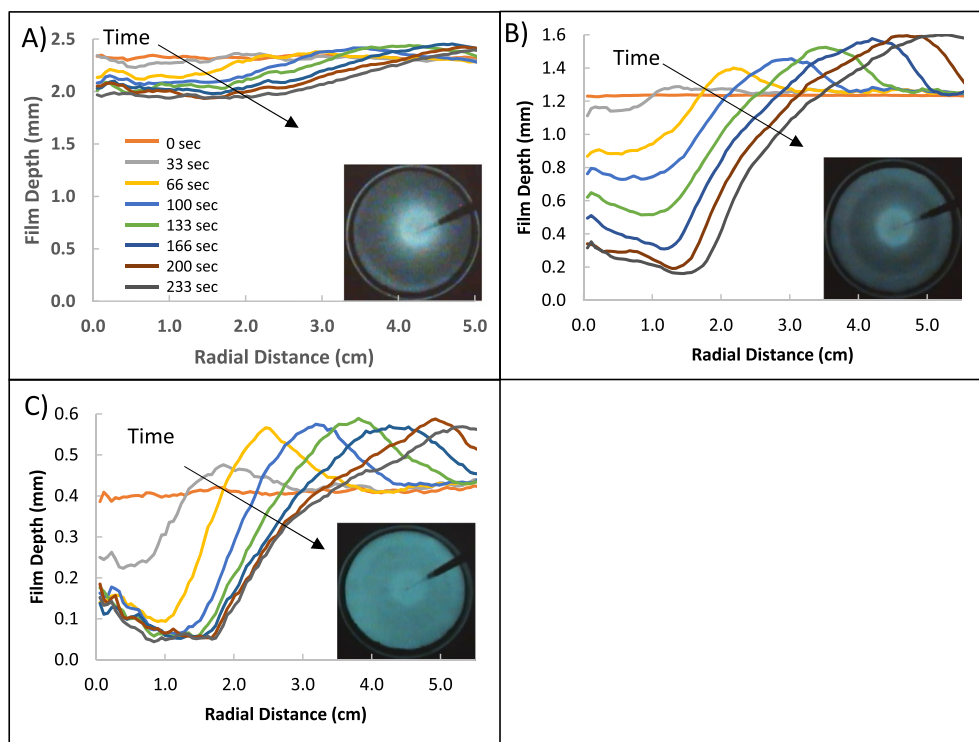 A)
Time
Film Depth (mm)
2.5
2.0
1.5
1.0
0.5
0.0
0 sec
33 sec
66 sec
100 sec
133 sec
166 sec
200 sec
233 sec
0.0 1.0 2.0 3.0 4.0 5.0
Radial Distance (cm)
B)
Time
Film Depth (mm)
1.6
1.4
1.2
1.0
0.8
0.6
0.4
0.2
0.0
0.0 1.0 2.0 3.0 4.0 5.0
Radial Distance (cm)
C)
Time
Film Depth (mm)
0.6
0.5
0.4
0.3
0.2
0.1
0.0
0.0 1.0 2.0 3.0 4.0 5.0
Radial Distance (cm)